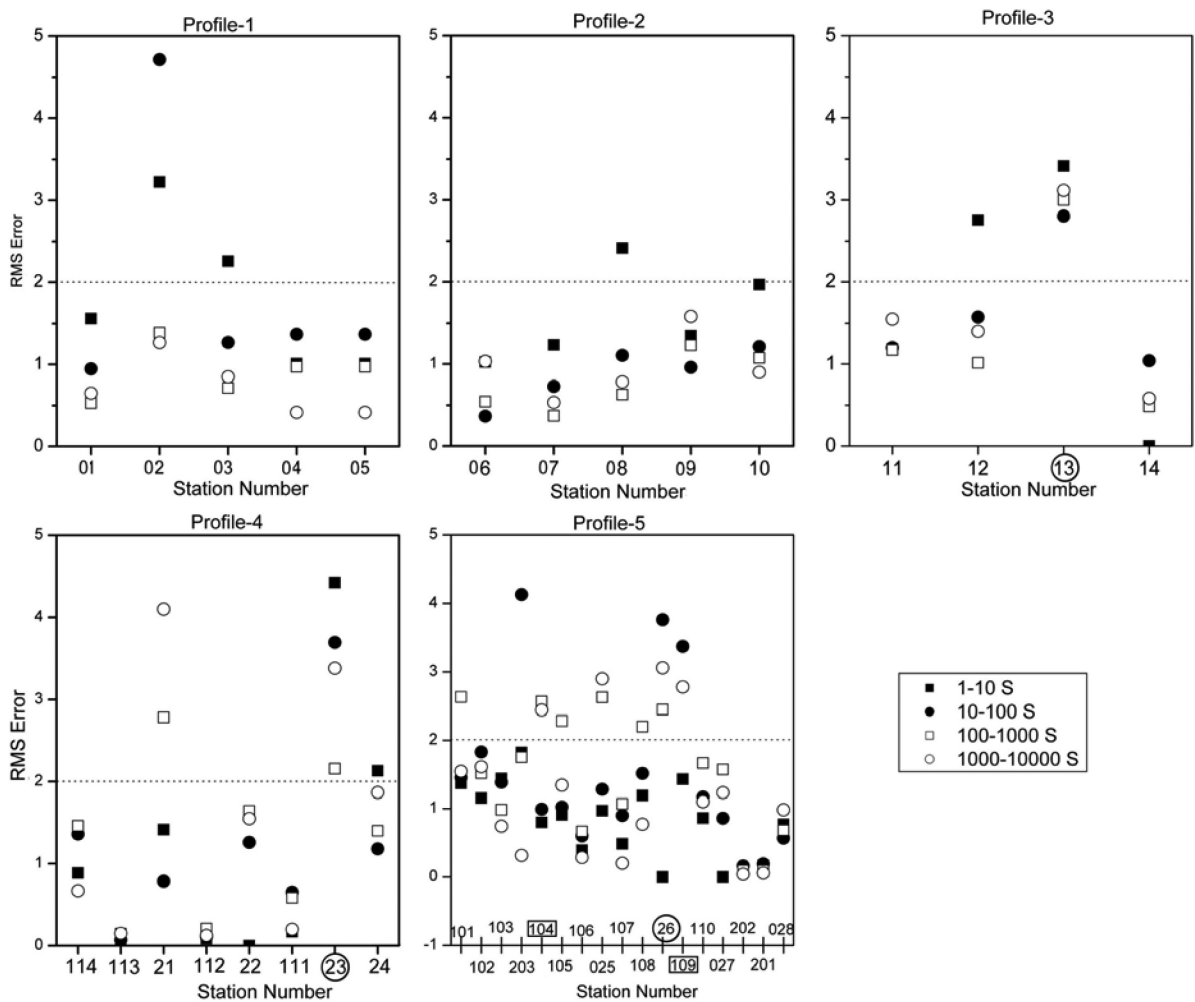 Profile-1
5
4
3
2
1
0
RMS Error
01 02 03 04 05
Station Number
Profile-2
5
4
3
2
1
0
06 07 08 09 10
Station Number
Profile-3
5
4
3
2
1
0
11 12 13 14
Station Number
Profile-4
5
4
3
2
1
0
RMS Error
114 113 21 112 22 111 23 24
Station Number
Profile-5
5
4
3
2
1
0
-1
101 103 104 106 107 26 110 202 028
102 203 105 025 108 109 027 201
Station Number
1-10 S
10-100 S
100-1000 S
1000-10000 S